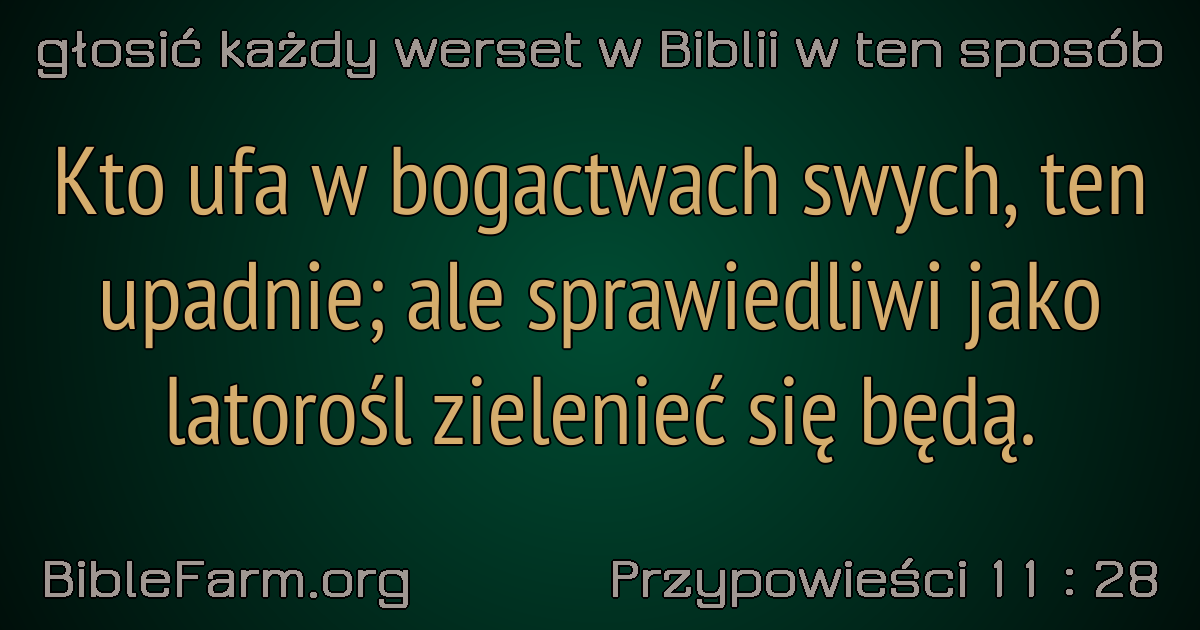 głosić każdy werset w Biblii w ten sposób
Kto ufa w bogactwach swych, ten
upadnie; ale sprawiedliwi jako
latorośl zielenieć się będą.
BibleFarm.org
Przypowieści 11 : 28